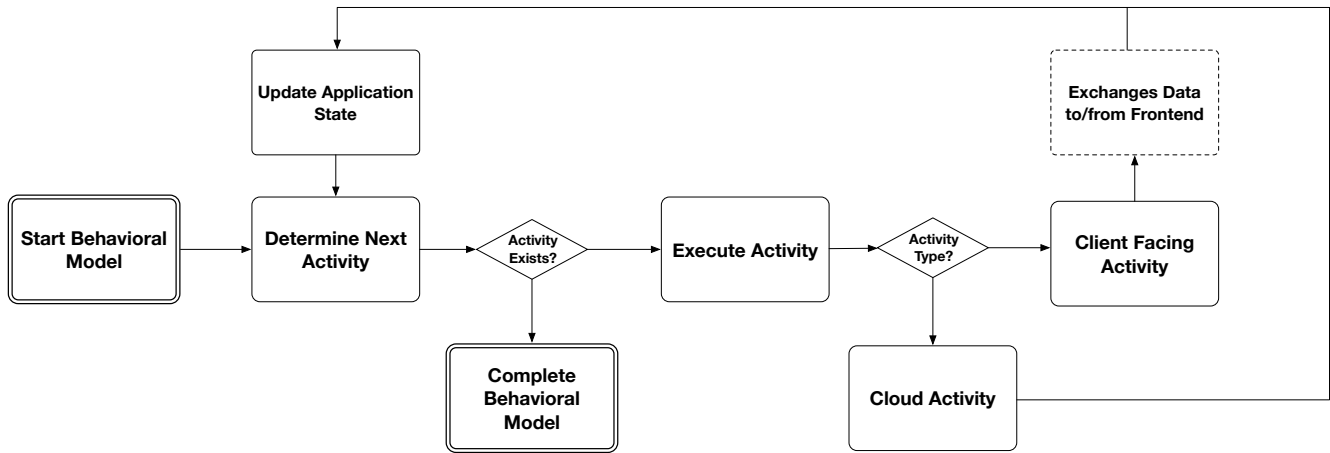 Update Application
State
Exchanges Data
to/from Frontend
Start Behavioral
Model
Determine Next
Activity
Activity
Exists?
Execute Activity
Activity
Type?
Client Facing
Activity
Complete
Behavioral
Model
Cloud Activity